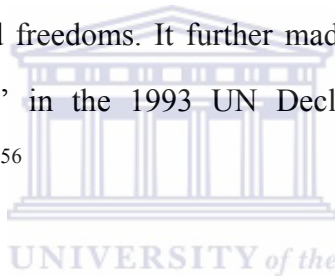 freedoms. It further mad
” in the 1993 UN Decl
56
UNIVERSITY of the